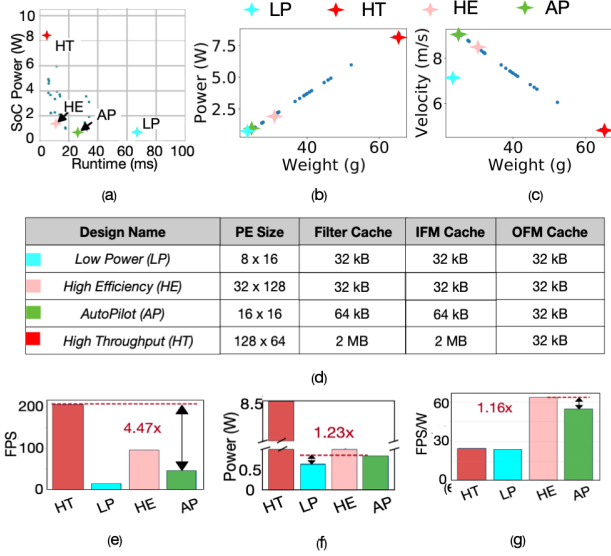 LP HT HE AP
(a)
SoC Power (W)
10
8
6
4
2
0
HT
HE
AP
LP
0 20 40 60 80 100
Runtime (ms)
(a)
Power (W)
7.5
5.0
2.5
40 60
Weight (g)
(b)
Velocity (m/s)
8
6
40 60
Weight (g)
(c)
Design Name PE Size Filter Cache IFM Cache OFM Cache
Low Power (LP) 8 x 16 32 kB 32 kB 32 kB
High Efficiency (HE) 32 x 128 32 kB 32 kB 32 kB
AutoPilot (AP) 16 x 16 64 kB 64 kB 32 kB
High Throughput (HT) 128 x 64 2 MB 2 MB 32 kB
(d)
FPS
200
100
0
4.47x
HT LP HE AP
(e)
Power (W)
8.5
0.5
0
1.23x
HT LP HE AP
(f)
FPS/W
60
30
0
1.16x
(e
HT LP HE AP
(g)